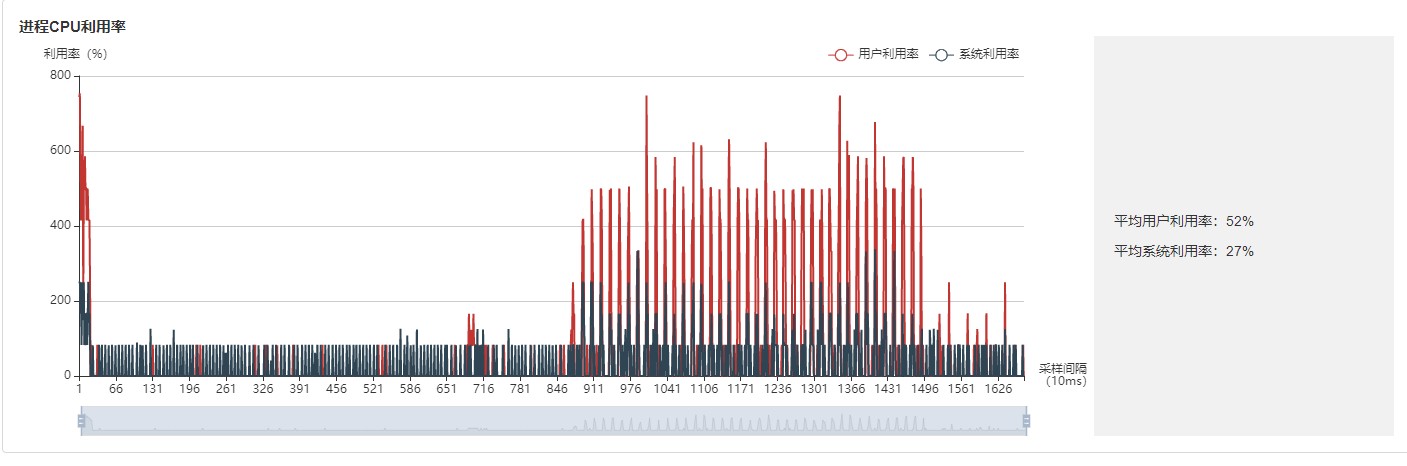 进程CPU利用率
利用率（%）
用户利用率 系统利用率
800
600
400
200
0
1 66 131 196 261 326 391 456 521 586 651 716 781 846 911 976 1041 1106 1171 1236 1301 1366 1431 1496 1561 1626
采样间隔
（10ms）
平均用户利用率：52%
平均系统利用率：27%